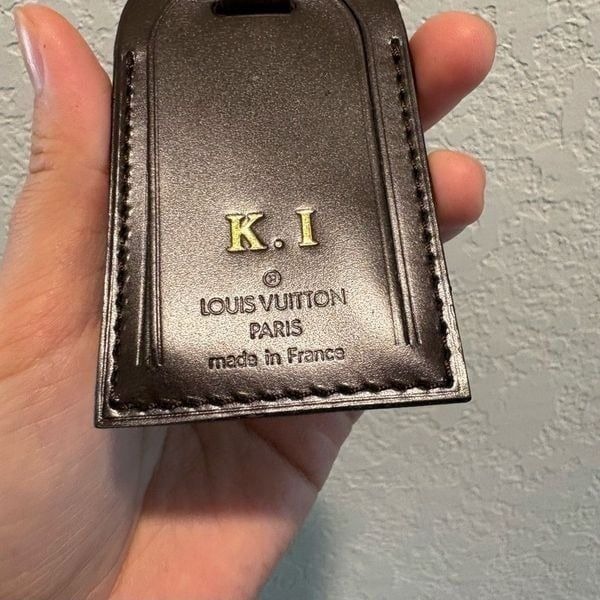 K.I
®
LOUIS VUITTON
PARIS
made in France